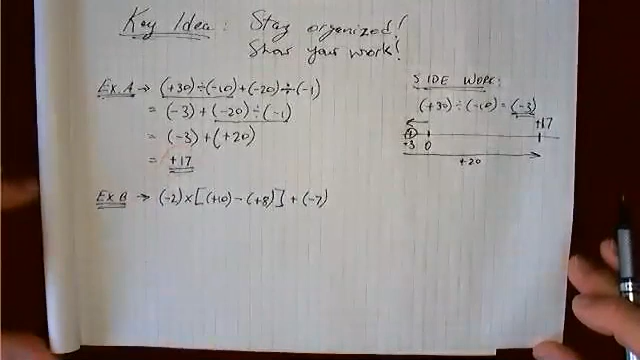 Key Idea: Stay organized!
Show your work!
Ex. A → (+30) ÷ (-10) + (-20) ÷ (-1)
= (-3) + (-20) ÷ (-1)
= (-3) + (+20)
= +17
SIDE WORK:
(+30) ÷ (-10) = (-3)
+17
0
+20
Ex B → (-2) × [(+10) - (+8)] + (-7)